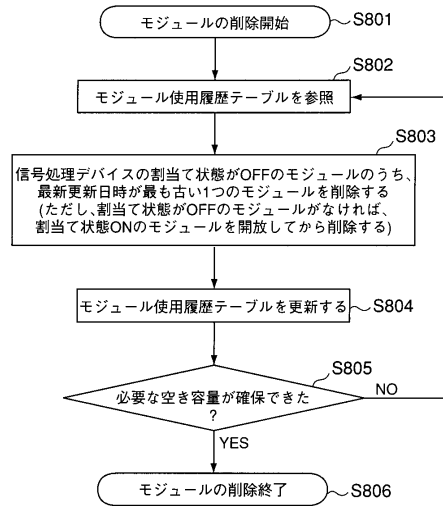 モジュールの削除開始
S801
S802
モジュール使用履歴テーブルを参照
S803
信号処理デバイスの割当て状態がOFFのモジュールのうち、
最新更新日時が最も古い1つのモジュールを削除する
(ただし、割当て状態がOFFのモジュールがなければ、
割当て状態ONのモジュールを開放してから削除する)
モジュール使用履歴テーブルを更新する
S804
S805
必要な空き容量が確保できた
?
NO
YES
モジュールの削除終了
S806